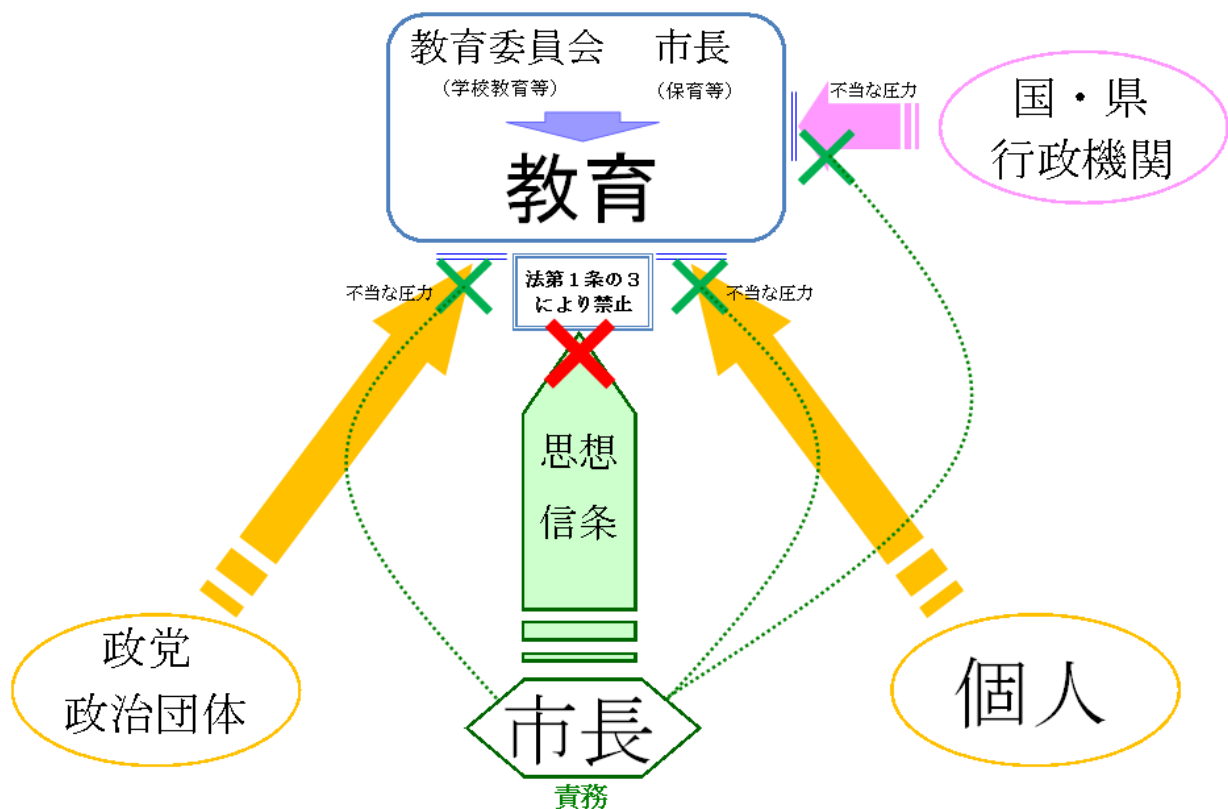 教育委員会 市長
(学校教育等) (保育等)
教育
不当な圧力
国・県
行政機関
不当な圧力
法第１条の３
により禁止
不当な圧力
思想
信条
政党
政治団体
市長
責務
個人